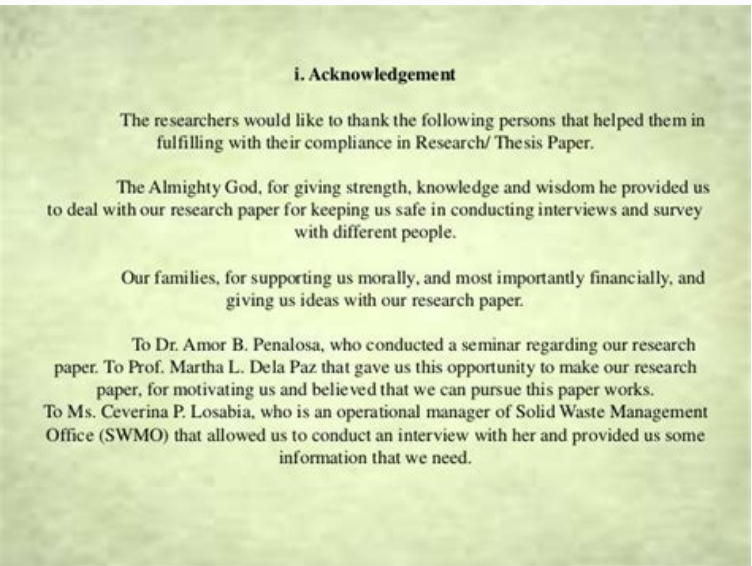 i. Acknowledgement
The researchers would like to thank the following persons that helped them in
fulfilling with their compliance in Research/ Thesis Paper.
The Almighty God, for giving strength, knowledge and wisdom he provided us
to deal with our research paper for keeping us safe in conducting interviews and survey
with different people.
Our families, for supporting us morally, and most importantly financially, and
giving us ideas with our research paper.
To Dr. Amor B. Penalosa, who conducted a seminar regarding our research
paper. To Prof. Martha L. Dela Paz that gave us this opportunity to make our research
paper, for motivating us and believed that we can pursue this paper works.
To Ms. Ceverina P. Losabia, who is an operational manager of Solid Waste Management
Office (SWMO) that allowed us to conduct an interview with her and provided us some
information that we need.